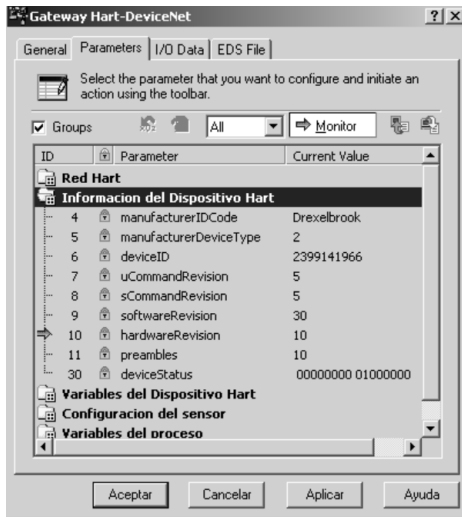 Gateway Hart-DeviceNet
General Parameters I/O Data EDS File
Select the parameter that you want to configure and initiate an
action using the toolbar.
Groups All Monitor
ID Parameter Current Value
Red Hart
Informacion del Dispositivo Hart
4 manufacturerIDCode Drexelbrook
5 manufacturerDeviceType 2
6 deviceID 2399141966
7 uCommandRevision 5
8 sCommandRevision 5
9 softwareRevision 30
10 hardwareRevision 10
11 preambles 10
30 deviceStatus 00000000 01000000
Variables del Dispositivo Hart
Configuracion del sensor
Variables del proceso
Aceptar Cancelar Aplicar Ayuda